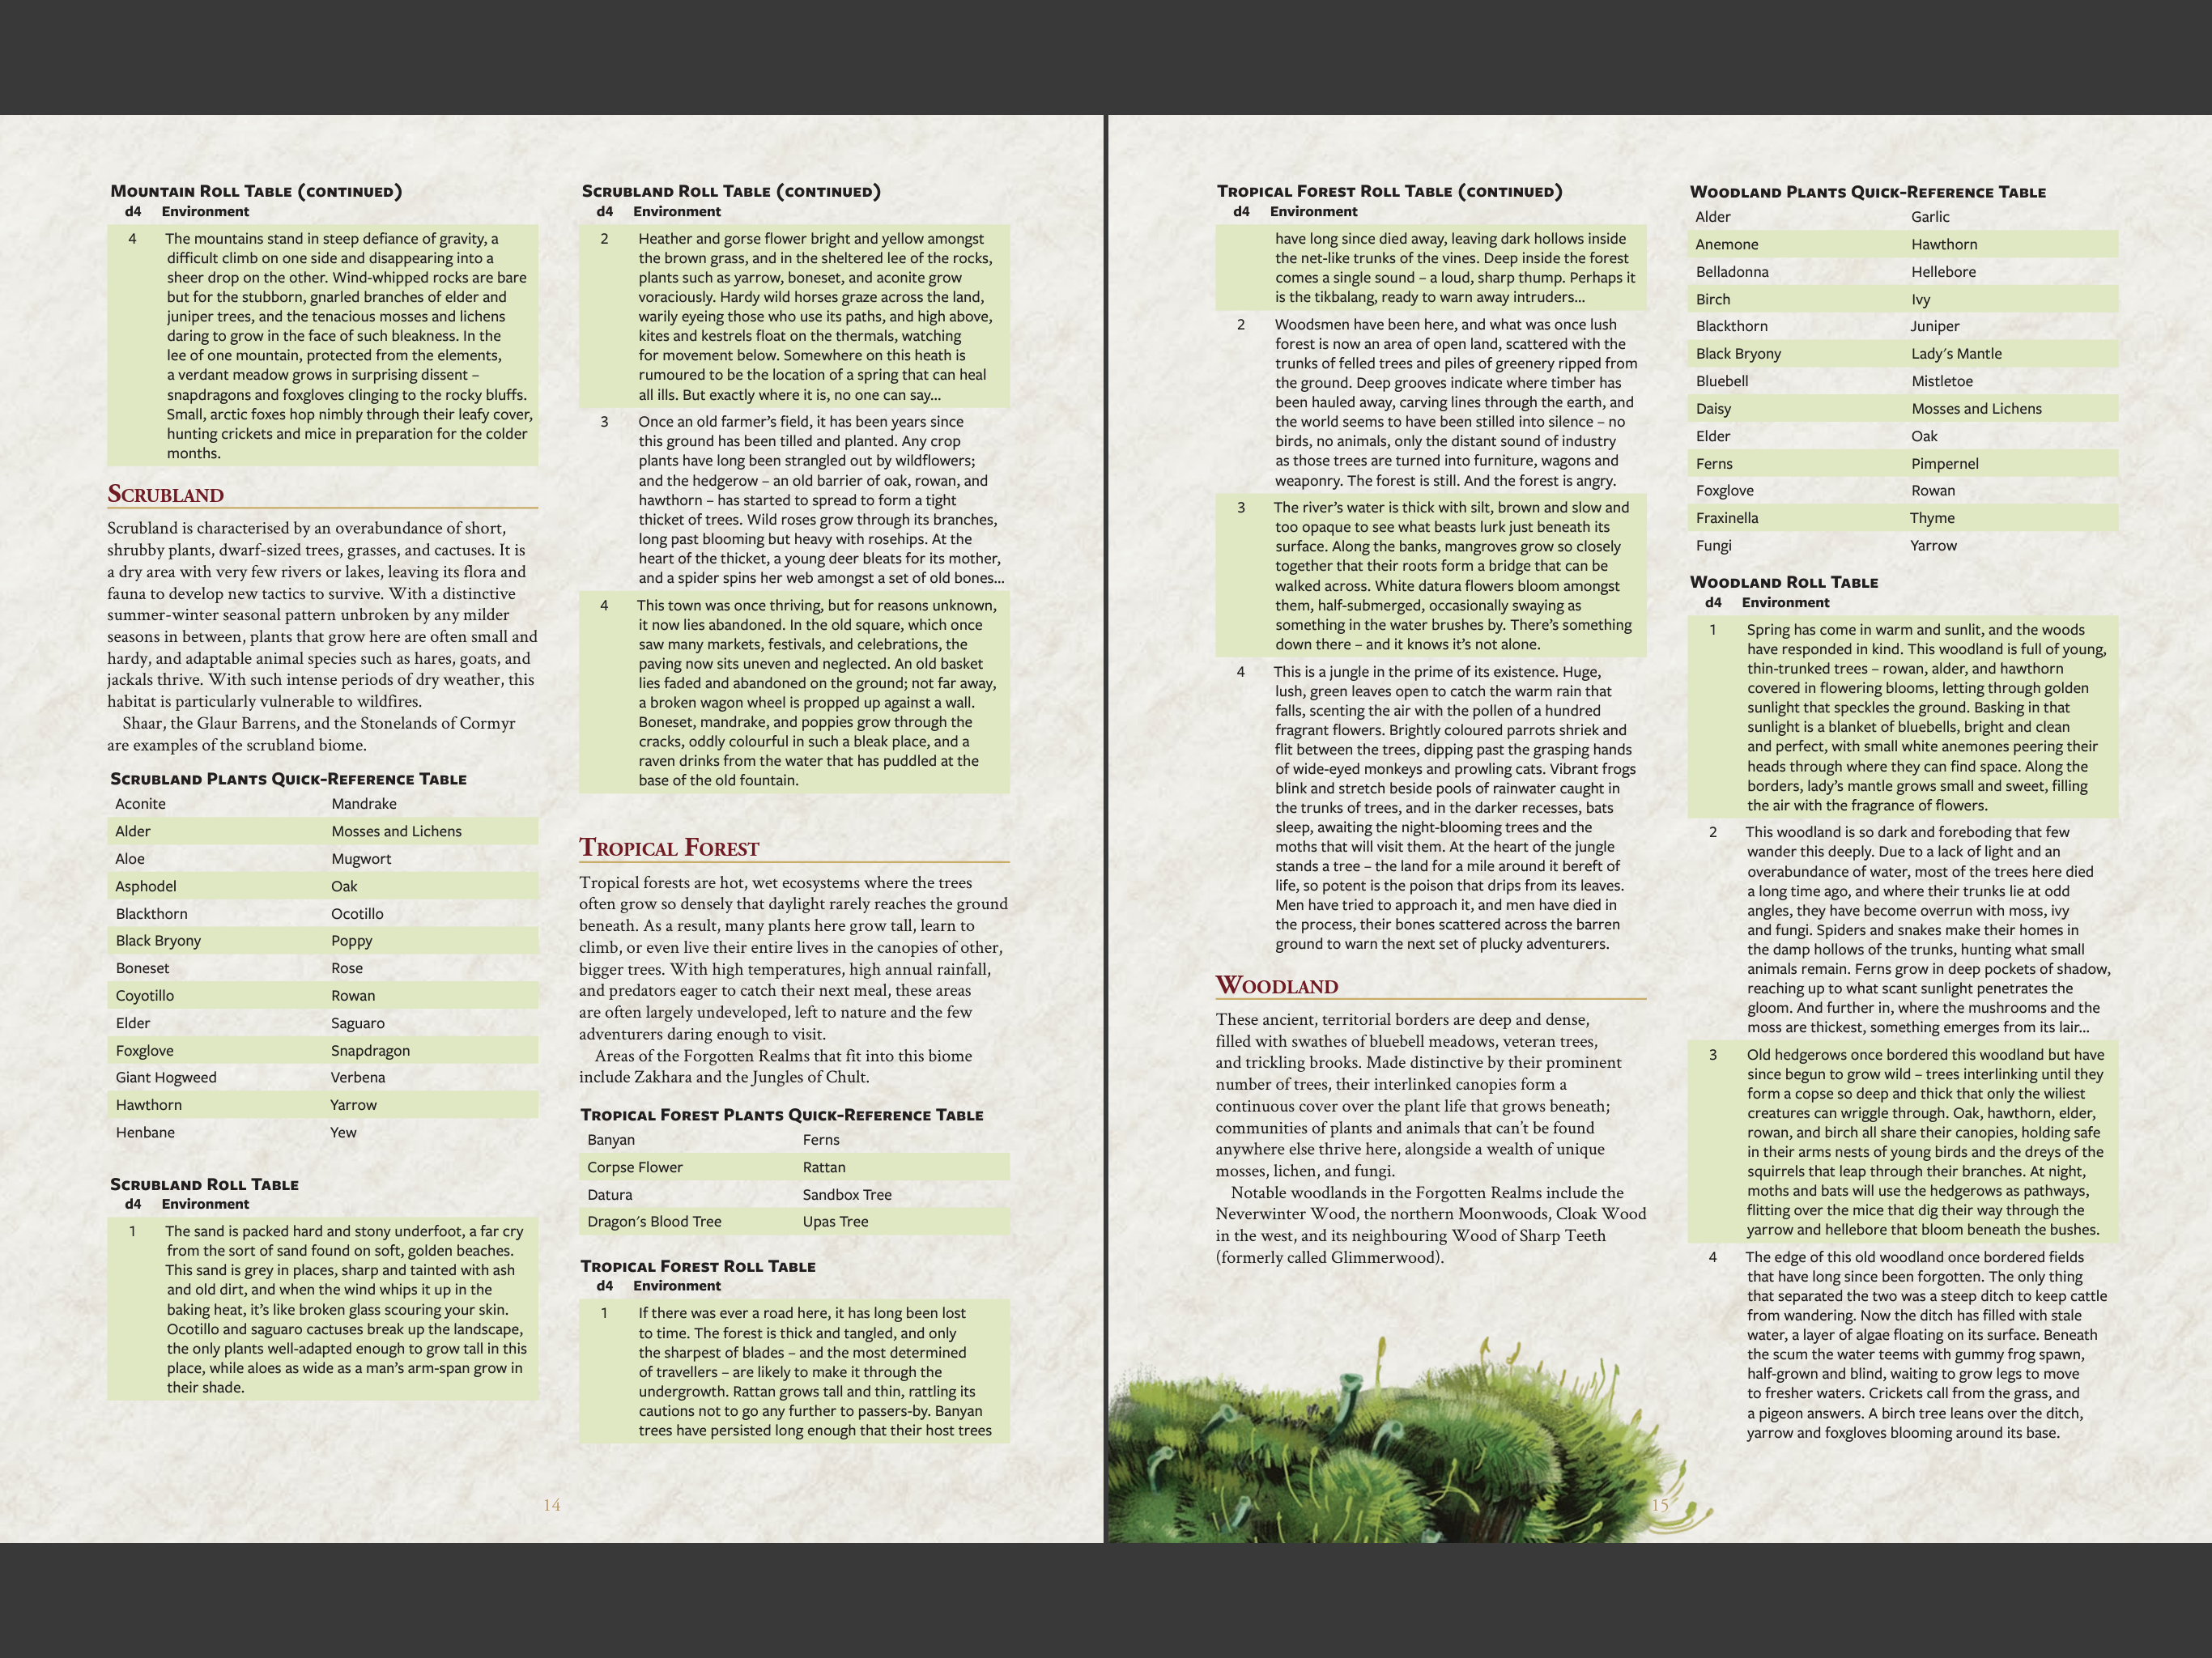 Mountain Roll Table (continued)
d4 Environment
4 The mountains stand in steep defiance of gravity, a
difficult climb on one side and disappearing into a
sheer drop on the other. Wind-whipped rocks are bare
but for the stubborn, gnarled branches of elder and
juniper trees, and the tenacious mosses and lichens
daring to grow in the face of such bleakness. In the
lee of one mountain, protected from the elements,
a verdant meadow grows in surprising dissent –
snapdragons and foxgloves clinging to the rocky bluffs.
Small, arctic foxes hop nimbly through their leafy cover,
hunting crickets and mice in preparation for the colder
months.
Scrubland
Scrubland is characterised by an overabundance of short,
shrubby plants, dwarf-sized trees, grasses, and cactuses. It is
a dry area with very few rivers or lakes, leaving its flora and
fauna to develop new tactics to survive. With a distinctive
summer-winter seasonal pattern unbroken by any milder
seasons in between, plants that grow here are often small and
hardy, and adaptable animal species such as hares, goats, and
jackals thrive. With such intense periods of dry weather, this
habitat is particularly vulnerable to wildfires.
Shaar, the Glaur Barrens, and the Stonelands of Cormyr
are examples of the scrubland biome.
Scrubland Plants Quick-Reference Table
Aconite Mandrake
Alder Mosses and Lichens
Aloe Mugwort
Asphodel Oak
Blackthorn Ocotillo
Black Bryony Poppy
Boneset Rose
Coyotillo Rowan
Elder Saguaro
Foxglove Snapdragon
Giant Hogweed Verbena
Hawthorn Yarrow
Henbane Yew
Scrubland Roll Table
d4 Environment
1 The sand is packed hard and stony underfoot, a far cry
from the sort of sand found on soft, golden beaches.
This sand is grey in places, sharp and tainted with ash
and old dirt, and when the wind whips it up in the
baking heat, it's like broken glass scouring your skin.
Ocotillo and saguaro cactuses break up the landscape,
the only plants well-adapted enough to grow tall in this
place, while aloes as wide as a man's arm-span grow in
their shade.
Scrubland Roll Table (continued)
d4 Environment
2 Heather and gorse flower bright and yellow amongst
the brown grass, and in the sheltered lee of the rocks,
plants such as yarrow, boneset, and aconite grow
voraciously. Hardy wild horses graze across the land,
warily eyeing those who use its paths, and high above,
kites and kestrels float on the thermals, watching
for movement below. Somewhere on this heath is
rumoured to be the location of a spring that can heal
all ills. But exactly where it is, no one can say...
3 Once an old farmer's field, it has been years since
this ground has been tilled and planted. Any crop
plants have long been strangled out by wildflowers;
and the hedgerow – an old barrier of oak, rowan, and
hawthorn – has started to spread to form a tight
thicket of trees. Wild roses grow through its branches,
long past blooming but heavy with rosehips. At the
heart of the thicket, a young deer bleats for its mother,
and a spider spins her web amongst a set of old bones...
4 This town was once thriving, but for reasons unknown,
it now lies abandoned. In the old square, which once
saw many markets, festivals, and celebrations, the
paving now sits uneven and neglected. An old basket
lies faded and abandoned on the ground; not far away,
a broken wagon wheel is propped up against a wall.
Boneset, mandrake, and poppies grow through the
cracks, oddly colourful in such a bleak place, and a
raven drinks from the water that has puddled at the
base of the old fountain.
Tropical Forest
Tropical forests are hot, wet ecosystems where the trees
often grow so densely that daylight rarely reaches the ground
beneath. As a result, many plants here grow tall, learn to
climb, or even live their entire lives in the canopies of other,
bigger trees. With high temperatures, high annual rainfall,
and predators eager to catch their next meal, these areas
are often largely undeveloped, left to nature and the few
adventurers daring enough to visit.
Areas of the Forgotten Realms that fit into this biome
include Zakhara and the Jungles of Chult.
Tropical Forest Plants Quick-Reference Table
Banyan Ferns
Corpse Flower Rattan
Datura Sandbox Tree
Dragon's Blood Tree Upas Tree
Tropical Forest Roll Table
d4 Environment
1 If there was ever a road here, it has long been lost
to time. The forest is thick and tangled, and only
the sharpest of blades – and the most determined
of travellers – are likely to make it through the
undergrowth. Rattan grows tall and thin, rattling its
cautions not to go any further to passers-by. Banyan
trees have persisted long enough that their host trees
14
Tropical Forest Roll Table (continued)
d4 Environment
have long since died away, leaving dark hollows inside
the net-like trunks of the vines. Deep inside the forest
comes a single sound – a loud, sharp thump. Perhaps it
is the tikbalang, ready to warn away intruders...
2 Woodsmen have been here, and what was once lush
forest is now an area of open land, scattered with the
trunks of felled trees and piles of greenery ripped from
the ground. Deep grooves indicate where timber has
been hauled away, carving lines through the earth, and
the world seems to have been stilled into silence – no
birds, no animals, only the distant sound of industry
as those trees are turned into furniture, wagons and
weaponry. The forest is still. And the forest is angry.
3 The river's water is thick with silt, brown and slow and
too opaque to see what beasts lurk just beneath its
surface. Along the banks, mangroves grow so closely
together that their roots form a bridge that can be
walked across. White datura flowers bloom amongst
them, half-submerged, occasionally swaying as
something in the water brushes by. There's something
down there – and it knows it's not alone.
4 This is a jungle in the prime of its existence. Huge,
lush, green leaves open to catch the warm rain that
falls, scenting the air with the pollen of a hundred
fragrant flowers. Brightly coloured parrots shriek and
flit between the trees, dipping past the grasping hands
of wide-eyed monkeys and prowling cats. Vibrant frogs
blink and stretch beside pools of rainwater caught in
the trunks of trees, and in the darker recesses, bats
sleep, awaiting the night-blooming trees and the
moths that will visit them. At the heart of the jungle
stands a tree – the land for a mile around it bereft of
life, so potent is the poison that drips from its leaves.
Men have tried to approach it, and men have died in
the process, their bones scattered across the barren
ground to warn the next set of plucky adventurers.
Woodland
These ancient, territorial borders are deep and dense,
filled with swathes of bluebell meadows, veteran trees,
and trickling brooks. Made distinctive by their prominent
number of trees, their interlinked canopies form a
continuous cover over the plant life that grows beneath;
communities of plants and animals that can't be found
anywhere else thrive here, alongside a wealth of unique
mosses, lichen, and fungi.
Notable woodlands in the Forgotten Realms include the
Neverwinter Wood, the northern Moonwoods, Cloak Wood
in the west, and its neighbouring Wood of Sharp Teeth
(formerly called Glimmerwood).
Woodland Plants Quick-Reference Table
Alder Garlic
Anemone Hawthorn
Belladonna Hellebore
Birch Ivy
Blackthorn Juniper
Black Bryony Lady's Mantle
Bluebell Mistletoe
Daisy Mosses and Lichens
Elder Oak
Ferns Pimpernel
Foxglove Rowan
Fraxinella Thyme
Fungi Yarrow
Woodland Roll Table
d4 Environment
1 Spring has come in warm and sunlit, and the woods
have responded in kind. This woodland is full of young,
thin-trunked trees – rowan, alder, and hawthorn
covered in flowering blooms, letting through golden
sunlight that speckles the ground. Basking in that
sunlight is a blanket of bluebells, bright and clean
and perfect, with small white anemones peering their
heads through where they can find space. Along the
borders, lady's mantle grows small and sweet, filling
the air with the fragrance of flowers.
2 This woodland is so dark and foreboding that few
wander this deeply. Due to a lack of light and an
overabundance of water, most of the trees here died
a long time ago, and where their trunks lie at odd
angles, they have become overrun with moss, ivy
and fungi. Spiders and snakes make their homes in
the damp hollows of the trunks, hunting what small
animals remain. Ferns grow in deep pockets of shadow,
reaching up to what scant sunlight penetrates the
gloom. And further in, where the mushrooms and the
moss are thickest, something emerges from its lair...
3 Old hedgerows once bordered this woodland but have
since begun to grow wild – trees interlinking until they
form a copse so deep and thick that only the wiliest
creatures can wriggle through. Oak, hawthorn, elder,
rowan, and birch all share their canopies, holding safe
in their arms nests of young birds and the dreys of the
squirrels that leap through their branches. At night,
moths and bats will use the hedgerows as pathways,
flitting over the mice that dig their way through the
yarrow and hellebore that bloom beneath the bushes.
4 The edge of this old woodland once bordered fields
that have long since been forgotten. The only thing
that separated the two was a steep ditch to keep cattle
from wandering. Now the ditch has filled with stale
water, a layer of algae floating on its surface. Beneath
the scum the water teems with gummy frog spawn,
half-grown and blind, waiting to grow legs to move
to fresher waters. Crickets call from the grass, and
a pigeon answers. A birch tree leans over the ditch,
yarrow and foxgloves blooming around its base.
15